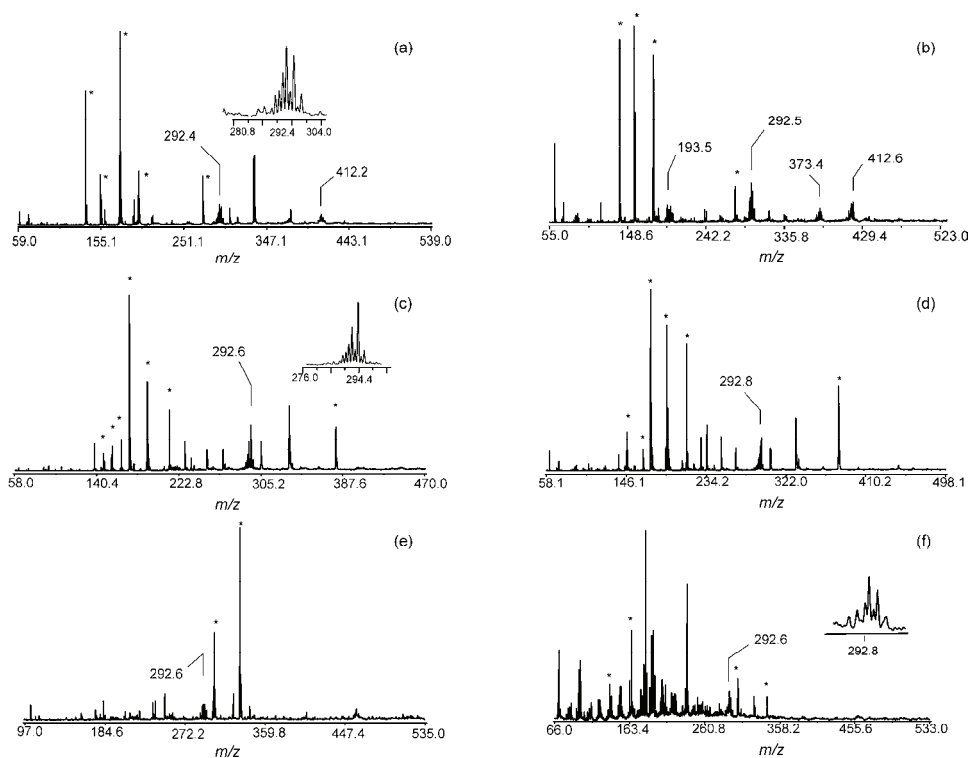 (a)
*
*
*
*
*
292.4
412.2
280.8 292.4 304.0
59.0 155.1 251.1 347.1 443.1 539.0
m/z
(b)
*
*
*
*
193.5
292.5
373.4
412.6
55.0 148.6 242.2 335.8 429.4 523.0
m/z
(c)
*
*
*
*
*
*
*
292.6
276.0 294.4
58.0 140.4 222.8 305.2 387.6 470.0
m/z
(d)
*
*
*
*
*
*
292.8
58.1 146.1 234.2 322.0 410.2 498.1
m/z
(e)
*
*
292.6
97.0 184.6 272.2 359.8 447.4 535.0
m/z
(f)
*
*
*
*
292.6
292.8
66.0 163.4 260.8 358.2 455.6 533.0
m/z